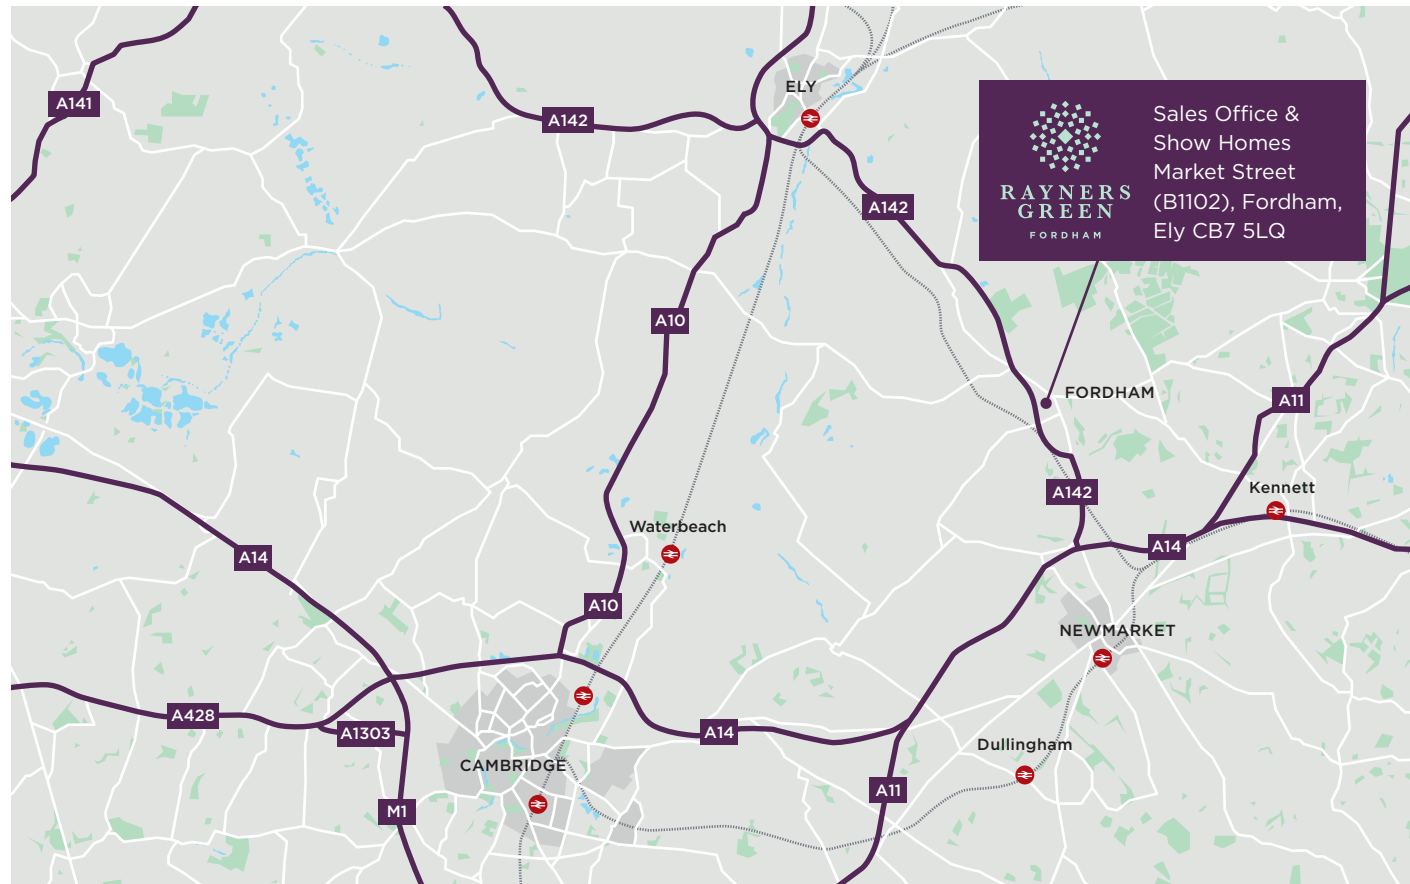 ELY
A141
A142
Sales Office &
Show Homes
Market Street
(B1102), Fordham,
Ely CB7 5LQ
RAYNERS
GREEN
FORDHAM
A142
A10
FORDHAM
A11
A142
Kennett
Waterbeach
A14
A14
A10
NEWMARKET
A428
A1303
A14
Dullingham
CAMBRIDGE
A11
M1